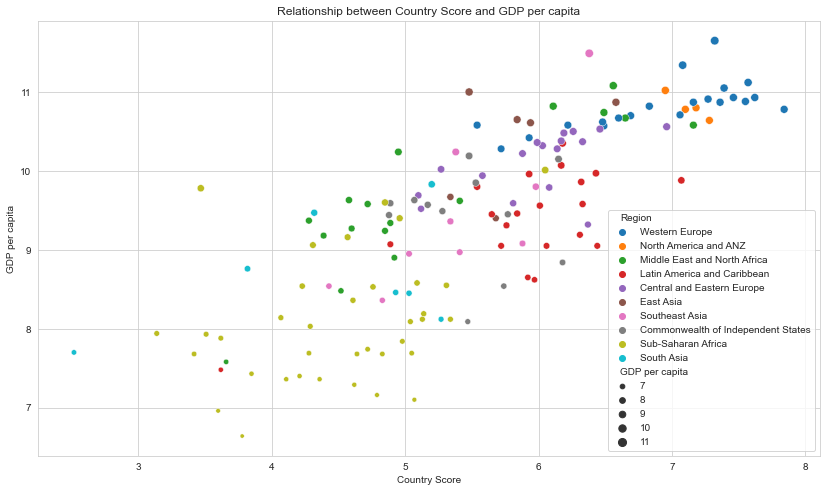 Relationship between Country Score and GDP per capita
GDP per capita
11
10
9
8
7
3 4 5 6 7 8
Country Score
Region
Western Europe
North America and ANZ
Middle East and North Africa
Latin America and Caribbean
Central and Eastern Europe
East Asia
Southeast Asia
Commonwealth of Independent States
Sub-Saharan Africa
South Asia
GDP per capita
7
8
9
10
11